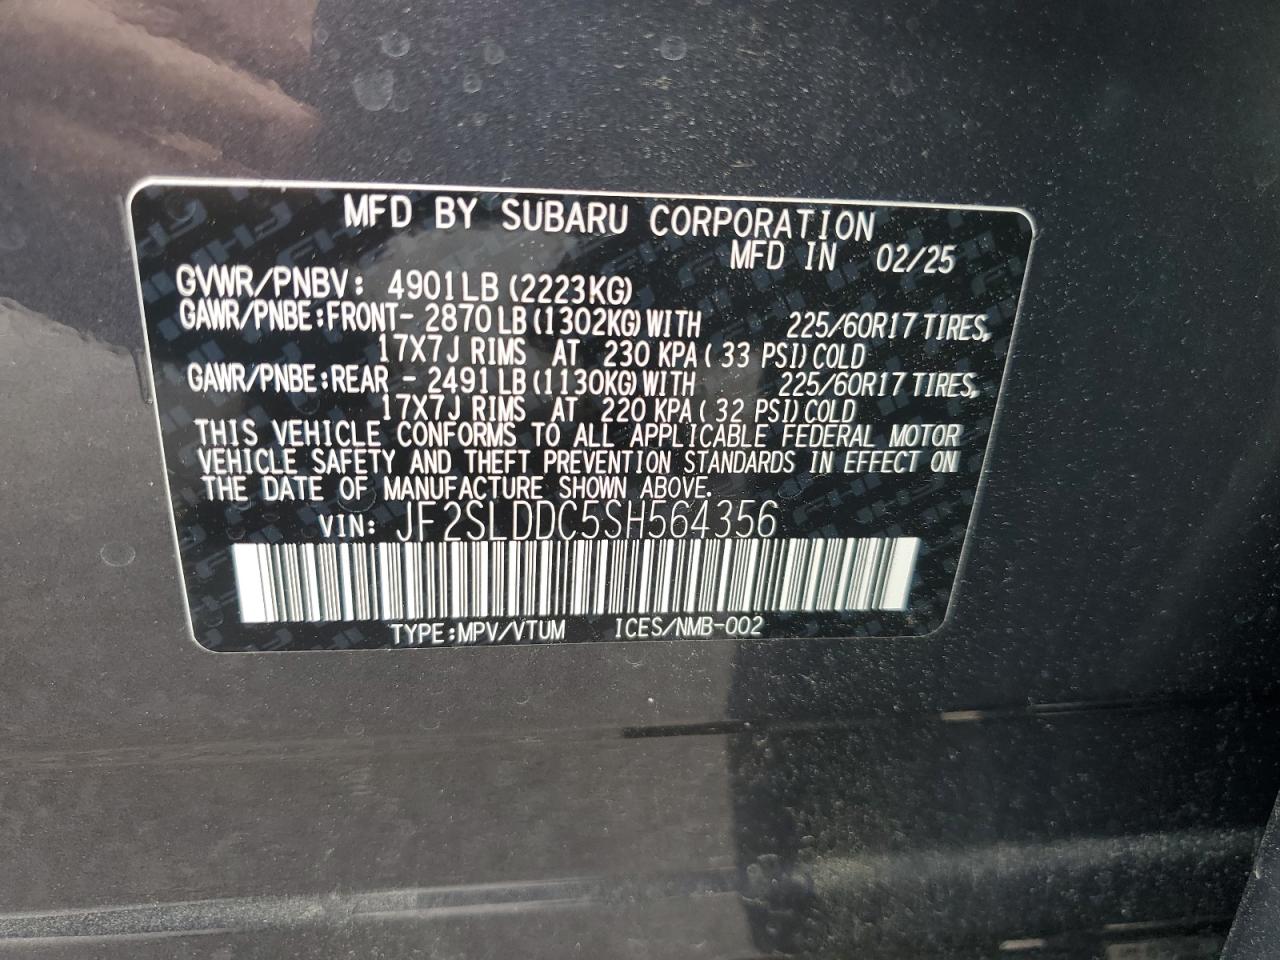 MFD BY SUBARU CORPORATION
MFD IN 02/25
GVWR/PNBV: 4901LB (2223KG)
GAWR/PNBE:FRONT- 2870LB(1302KG)WITH 225/60R17 TIRES,
17X7J RIMS AT 230 KPA( 33 PSI)COLD
GAWR/PNBE:REAR - 2491LB(1130KG)WITH 225/60R17 TIRES,
17X7J RIMS AT 220 KPA( 32 PSI)COLD
THIS VEHICLE CONFORMS TO ALL APPLICABLE FEDERAL MOTOR
VEHICLE SAFETY AND THEFT PREVENTION STANDARDS IN EFFECT ON
THE DATE OF MANUFACTURE SHOWN ABOVE.
VIN: JF2SLDDC5SH564356
TYPE:MPV/VTUM ICES/NMB-002